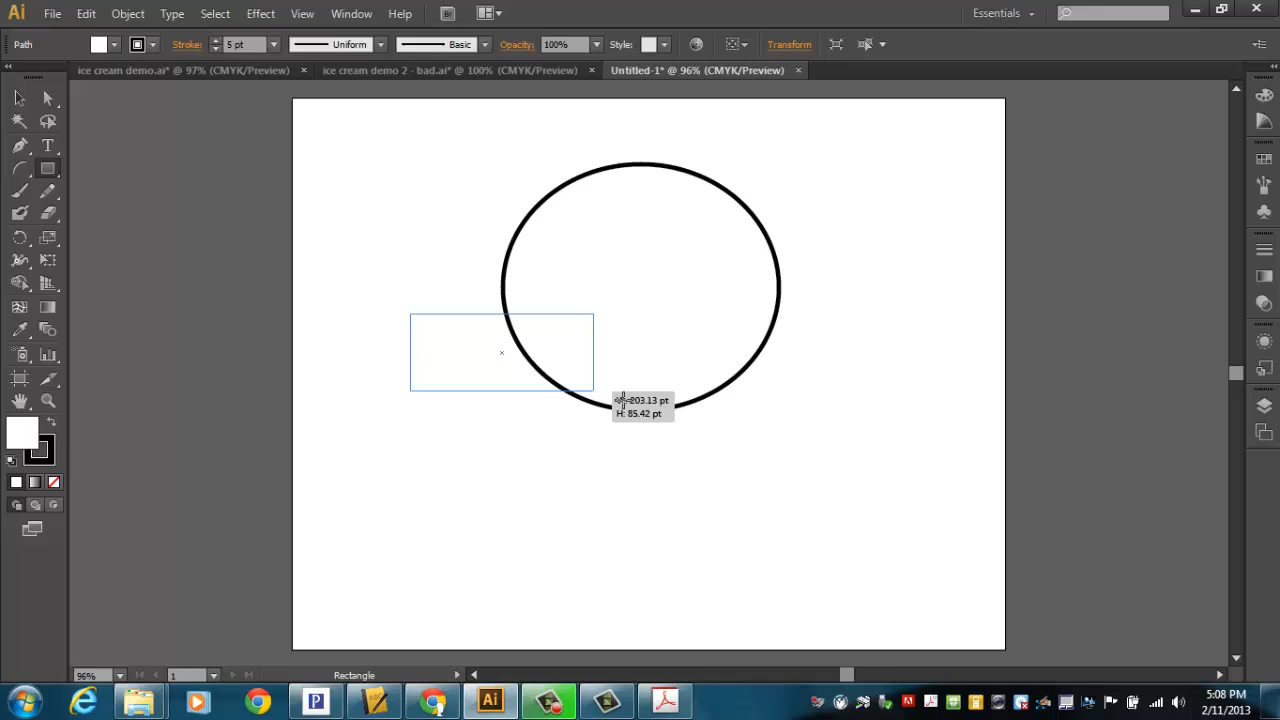 Ai File Edit Object Type Select Effect View Window Help Br Essentials
Path Stroke: 5 pt Uniform Basic Opacity: 100% Style: Transform
ice cream demo.ai* @ 97% (CMYK/Preview) × ice cream demo 2 - bad.ai* @ 100% (CMYK/Preview) × Untitled-1* @ 96% (CMYK/Preview) ×
203.13 pt
H: 85.42 pt
96% 1 Rectangle
P Ai
5:08 PM
2/11/2013